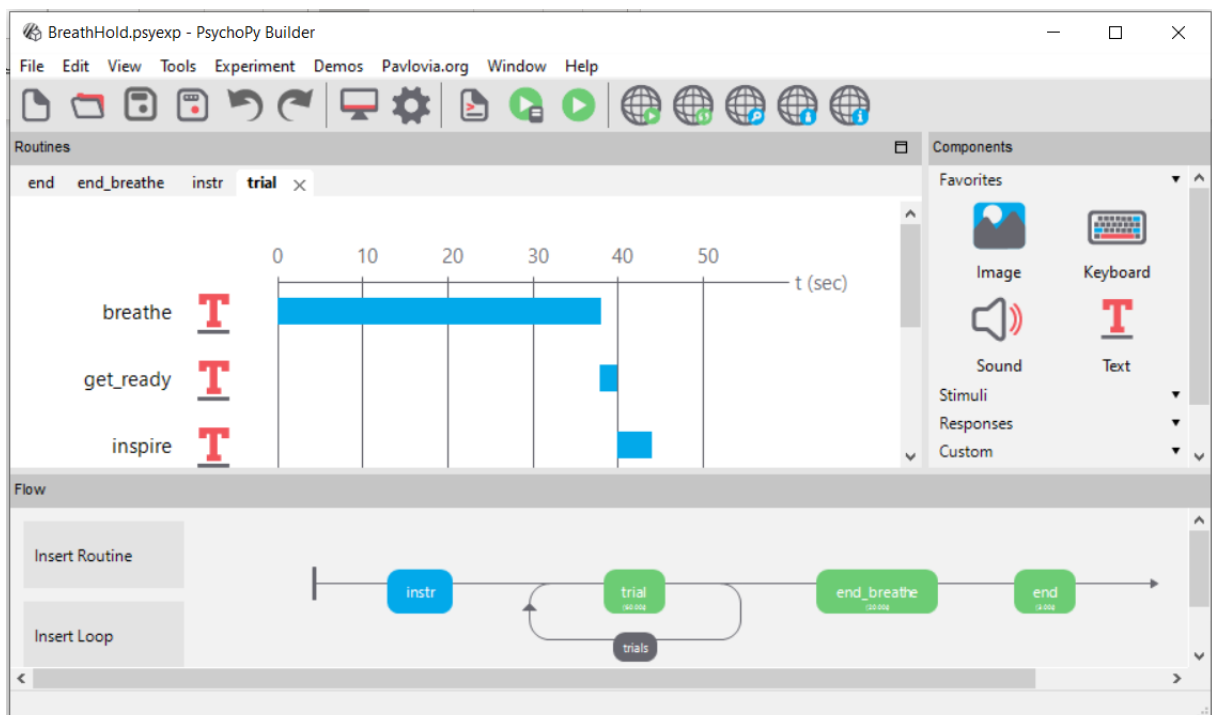 BreathHold.psyexp - PsychoPy Builder
File Edit View Tools Experiment Demos Pavlovia.org Window Help
Routines
Components
end end_breathe instr trial
Favorites
0 10 20 30 40 50
t (sec)
Image Keyboard
breathe
get_ready
Sound Text
Stimuli
Responses
inspire
Custom
Flow
Insert Routine
instr trial end_breathe end
Insert Loop
trials